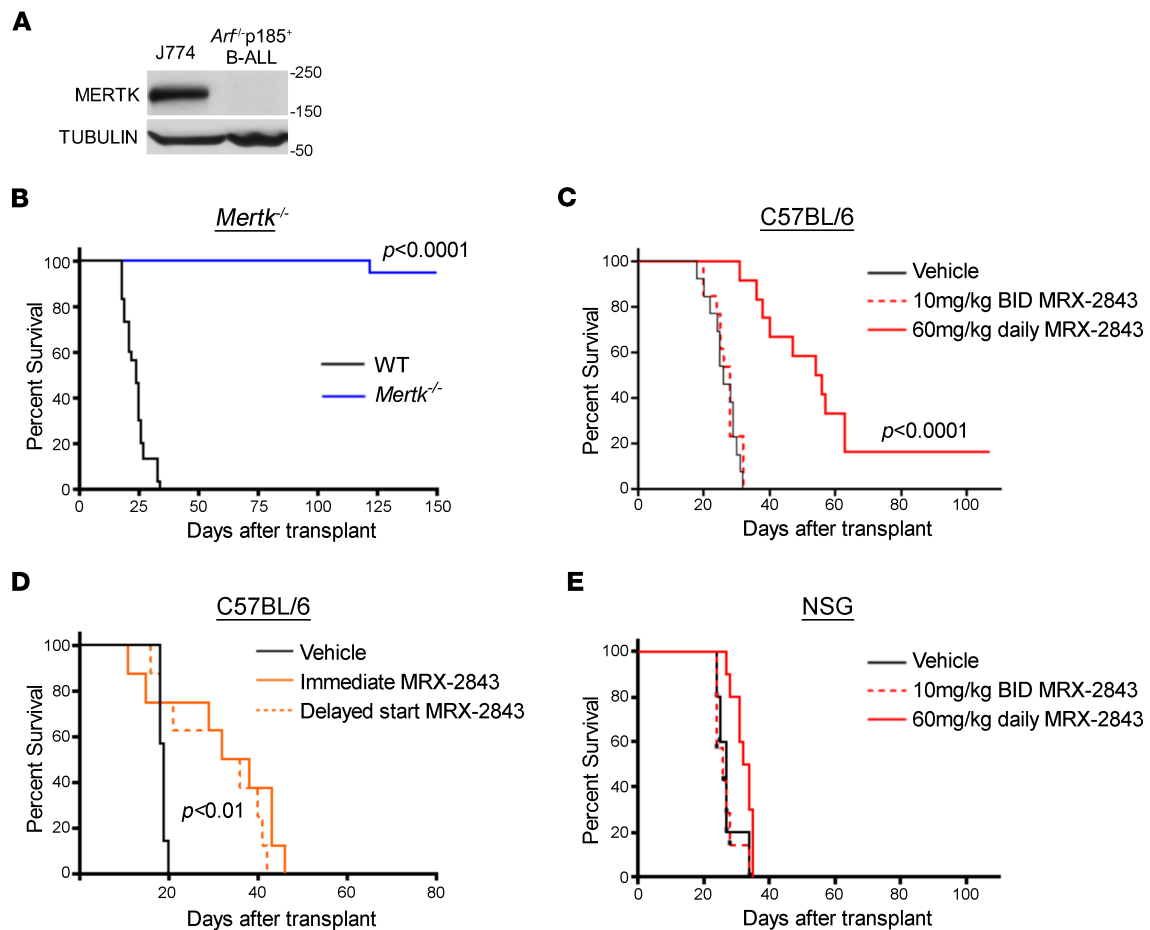 A
J774
Arf-/-p185+
B-ALL
MERTK
-250
-150
TUBULIN
-50
B
Mertk-/-
p<0.0001
Percent Survival
100
80
60
40
20
0
WT
Mertk-/-
0 25 50 75 100 125 150
Days after transplant
C
C57BL/6
Percent Survival
100
80
60
40
20
0
Vehicle
10mg/kg BID MRX-2843
60mg/kg daily MRX-2843
p<0.0001
0 20 40 60 80 100
Days after transplant
D
C57BL/6
Percent Survival
100
80
60
40
20
0
Vehicle
Immediate MRX-2843
Delayed start MRX-2843
p<0.01
20 40 60 80
Days after transplant
E
NSG
Percent Survival
100
80
60
40
20
0
Vehicle
10mg/kg BID MRX-2843
60mg/kg daily MRX-2843
0 20 40 60 80 100
Days after transplant